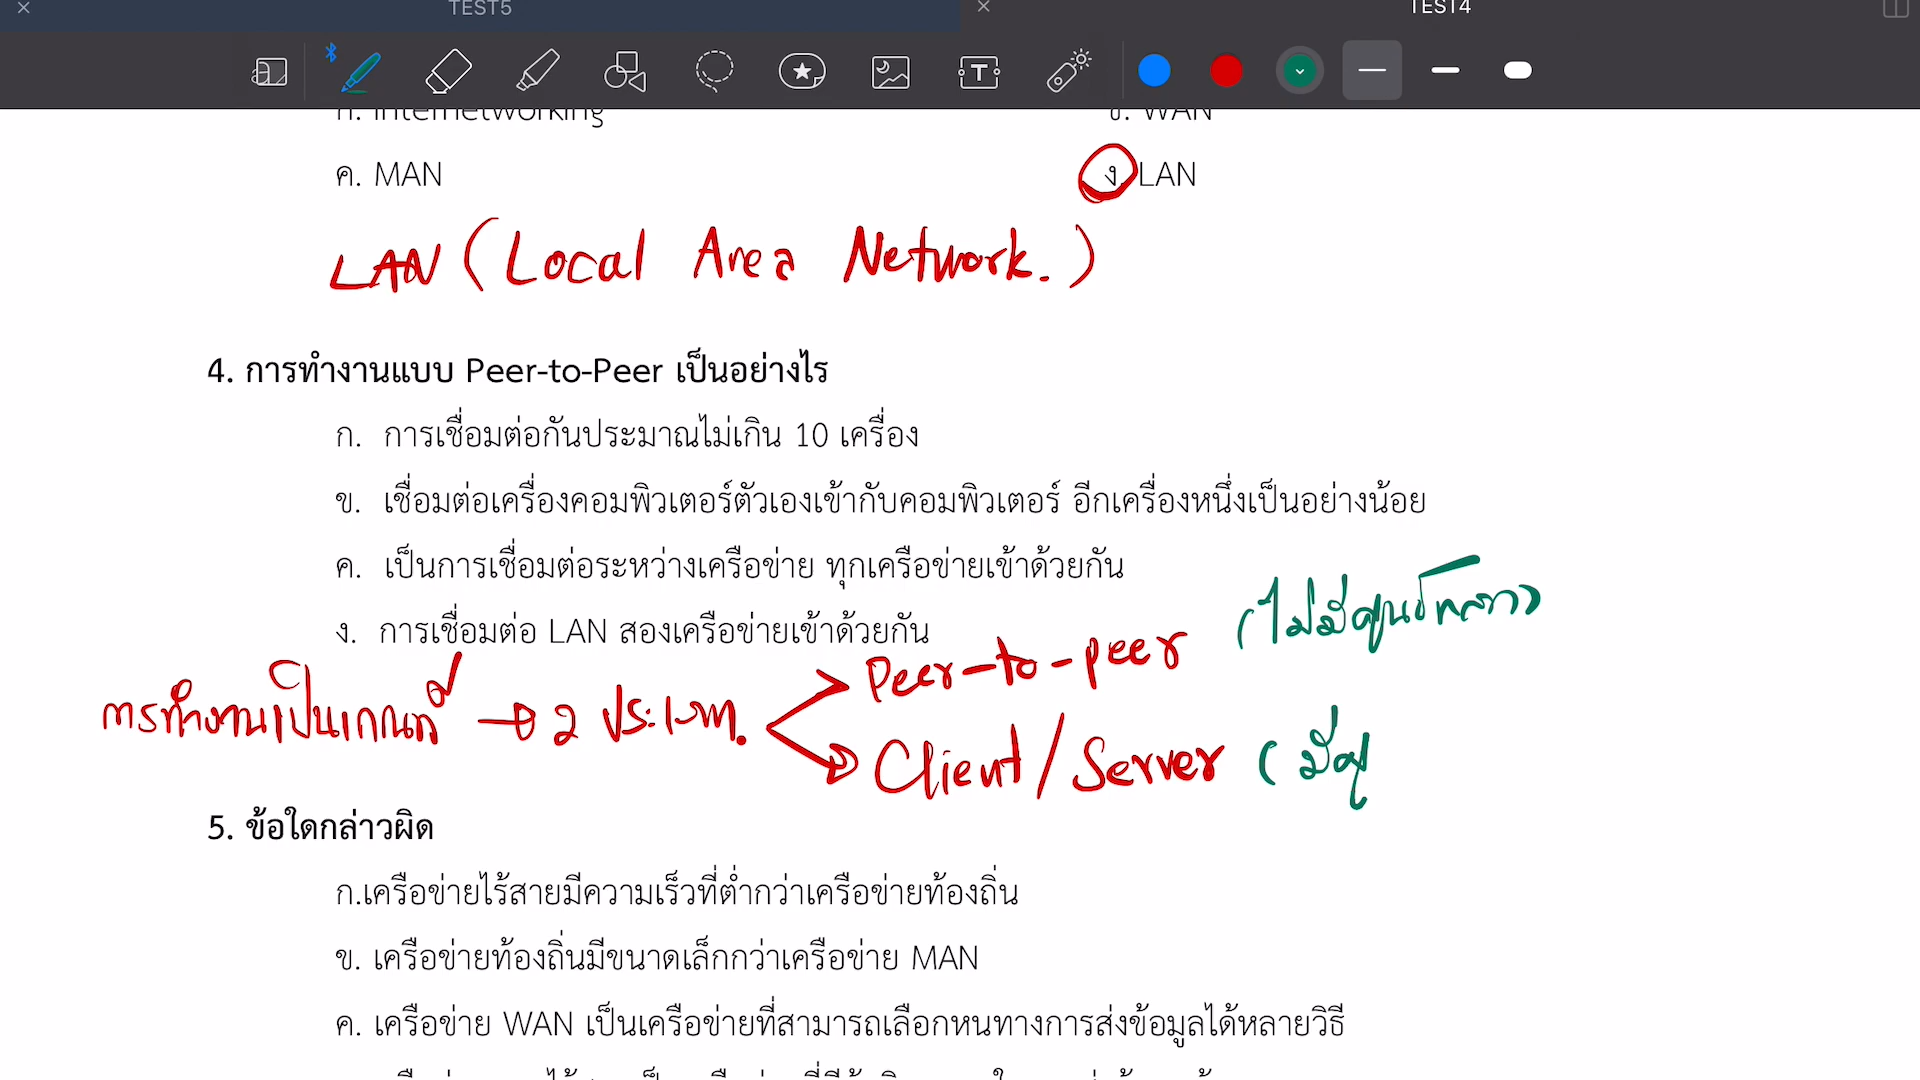 TEST5
TEST4
ก. Internetworking ข. WAN
ค. MAN ง. LAN
LAN (Local Area Network.)
4. การทำงานแบบ Peer-to-Peer เป็นอย่างไร
ก. การเชื่อมต่อกันประมาณไม่เกิน 10 เครื่อง
ข. เชื่อมต่อเครื่องคอมพิวเตอร์ตัวเองเข้ากับคอมพิวเตอร์ อีกเครื่องหนึ่งเป็นอย่างน้อย
ค. เป็นการเชื่อมต่อระหว่างเครือข่าย ทุกเครือข่ายเข้าด้วยกัน
ง. การเชื่อมต่อ LAN สองเครือข่ายเข้าด้วยกัน
Peer-to-peer (ไม่มีศูนย์กลาง)
การทำงานเป็นเกณฑ์ → 2 ประเภท.
Client/Server (มีศู
5. ข้อใดกล่าวผิด
ก.เครือข่ายไร้สายมีความเร็วที่ต่ำกว่าเครือข่ายท้องถิ่น
ข. เครือข่ายท้องถิ่นมีขนาดเล็กกว่าเครือข่าย MAN
ค. เครือข่าย WAN เป็นเครือข่ายที่สามารถเลือกหนทางการส่งข้อมูลได้หลายวิธี